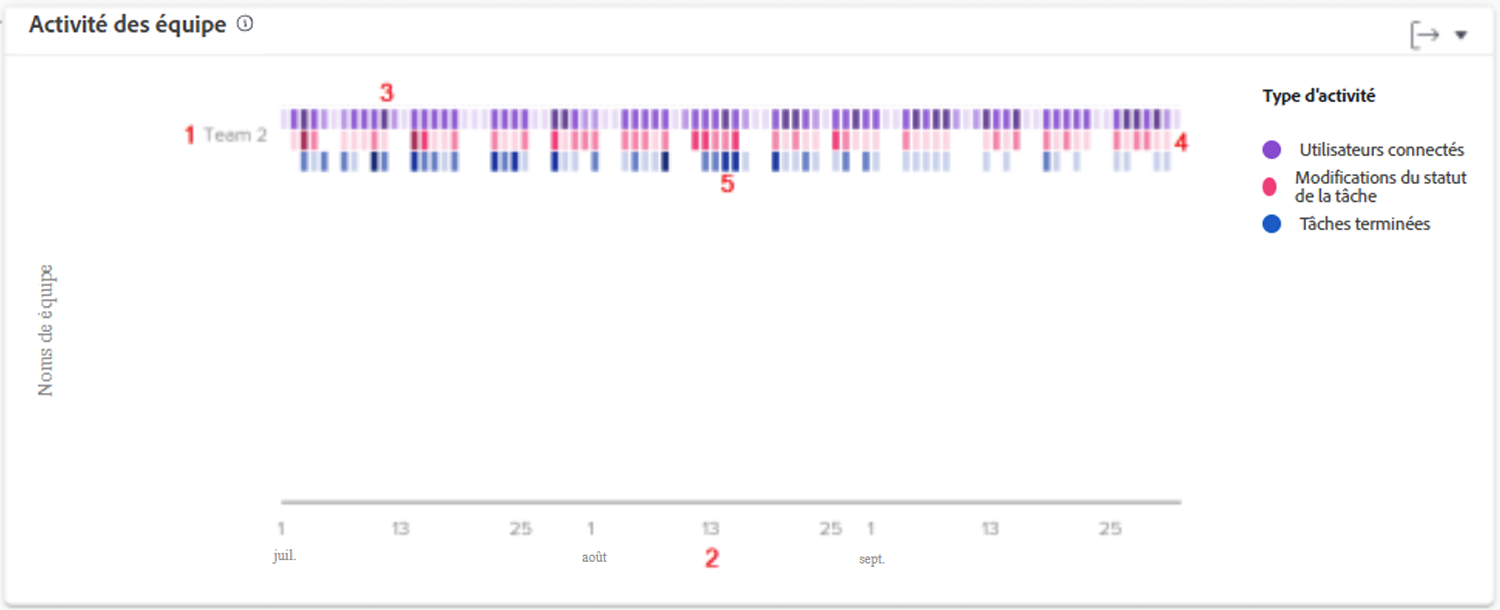 Activité des équipe
3
1 Team 2
4
5
Type d'activité
Utilisateurs connectés
Modifications du statut
de la tâche
Tâches terminées
Noms de équipe
1 13 25 1 13 25 1 13 25
juil. août sept.
2